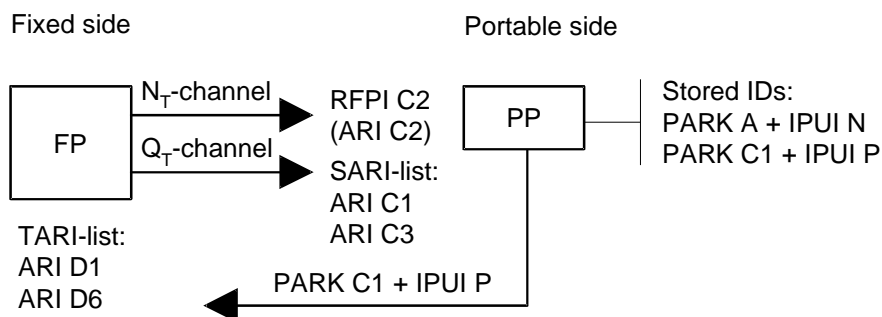 Fixed side
Portable side
N_T-channel
RFPI C2
(ARI C2)
FP
Q_T-channel
SARI-list:
ARI C1
ARI C3
PP
Stored IDs:
PARK A + IPUI N
PARK C1 + IPUI P
TARI-list:
ARI D1
ARI D6
PARK C1 + IPUI P